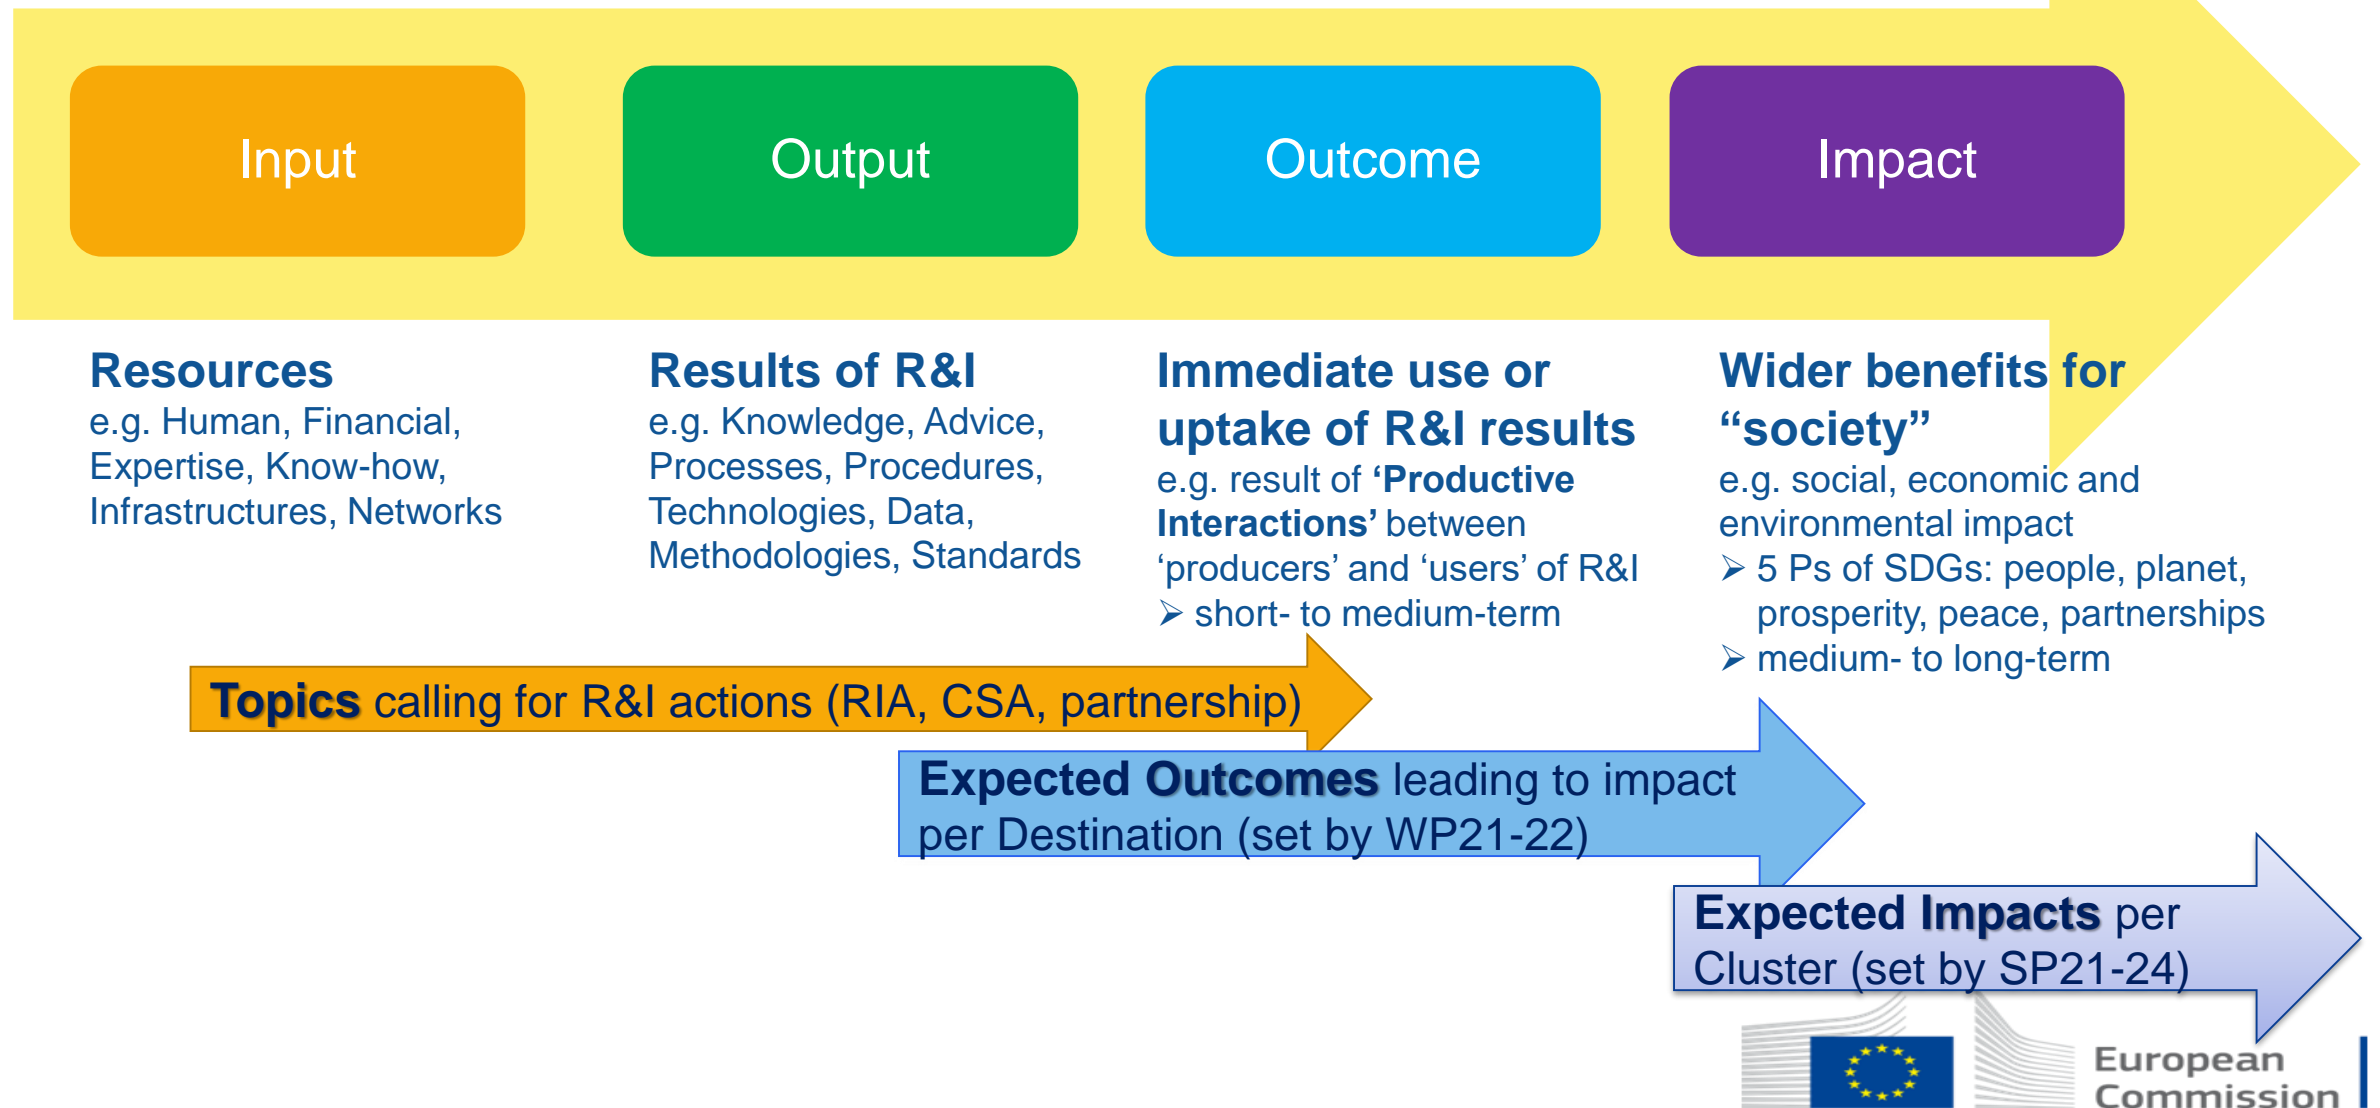 Input
Output
Outcome
Impact
Resources
e.g. Human, Financial,
Expertise, Know-how,
Infrastructures, Networks
Results of R&I
e.g. Knowledge, Advice,
Processes, Procedures,
Technologies, Data,
Methodologies, Standards
Immediate use or
uptake of R&I results
e.g. result of ‘Productive
Interactions’ between
‘producers’ and ‘users’ of R&I
➢ short- to medium-term
Wider benefits for
“society”
e.g. social, economic and
environmental impact
➢ 5 Ps of SDGs: people, planet,
prosperity, peace, partnerships
➢ medium- to long-term
Topics calling for R&I actions (RIA, CSA, partnership)
Expected Outcomes leading to impact
per Destination (set by WP21-22)
Expected Impacts per
Cluster (set by SP21-24)
European
Commission